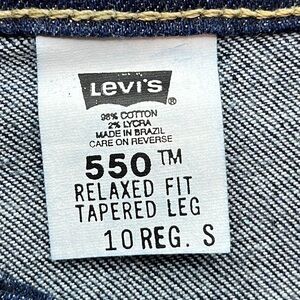 LEVI'S ®
98% COTTON
2% LYCRA
MADE IN BRAZIL
CARE ON REVERSE
550 ™
RELAXED FIT
TAPERED LEG
10 REG. S